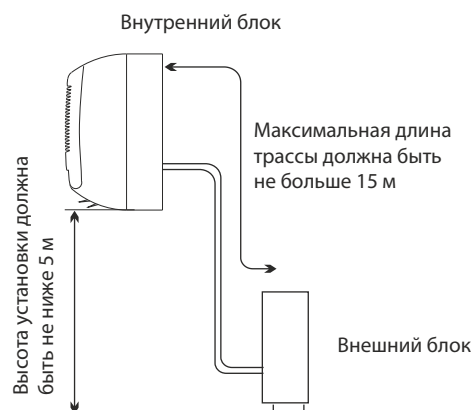 Внутренний блок
Максимальная длина
трассы должна быть
не больше 15 м
Высота установки должна
быть не ниже 5 м
Внешний блок